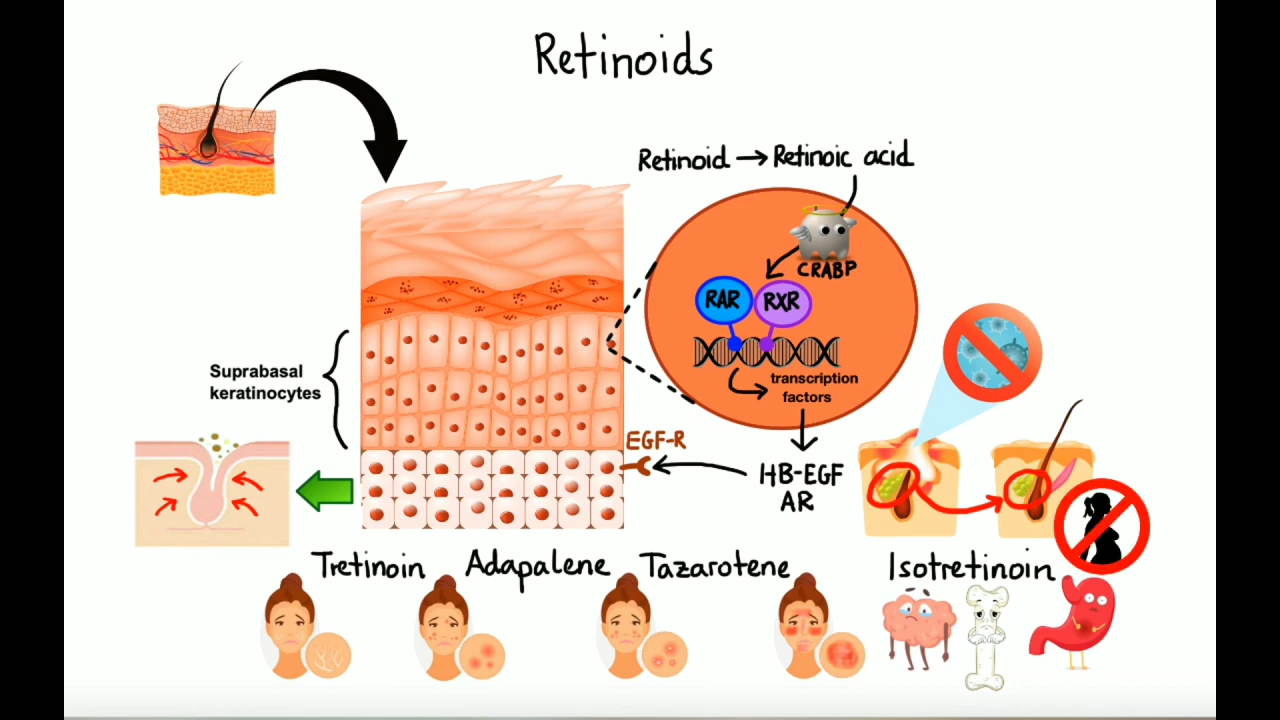 Retinoids
Retinoid → Retinoic acid
CRABP
RAR
RXR
transcription
factors
Suprabasal
keratinocytes
EGF-R
HB-EGF
AR
Tretinoin
Adapalene
Tazarotene
Isotretinoin